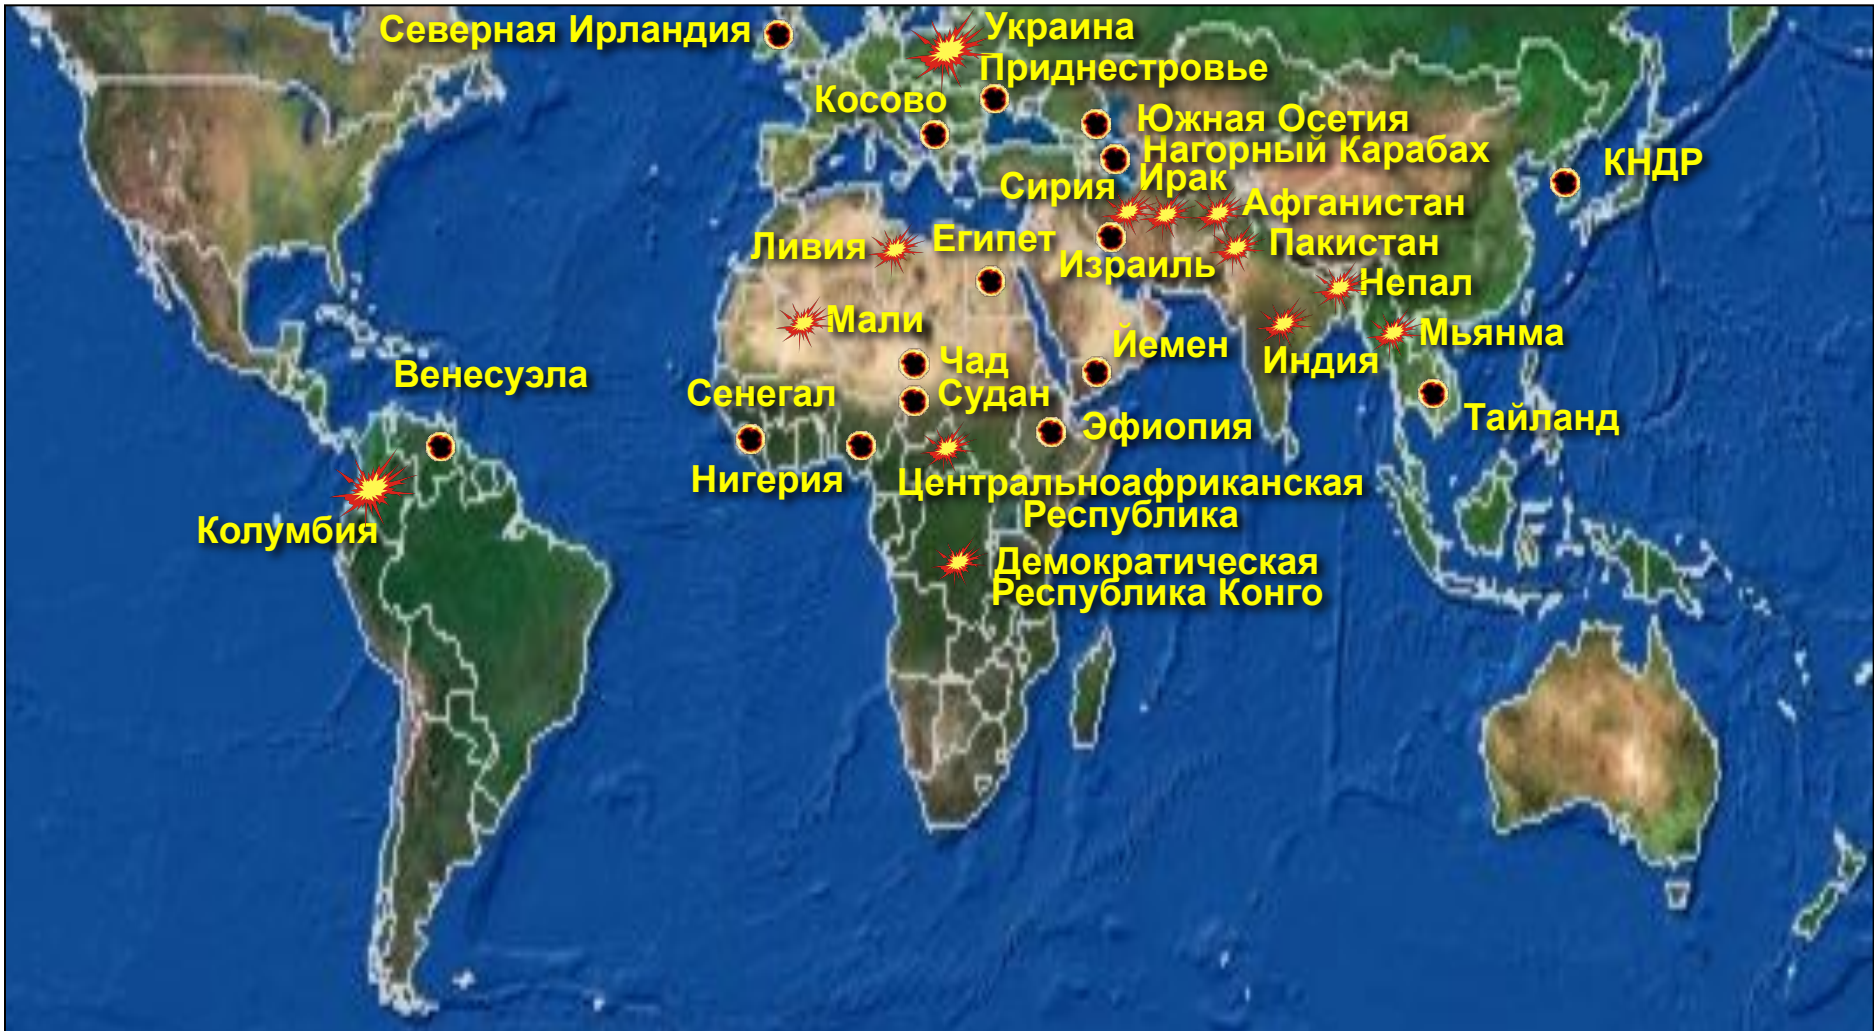 Северная Ирландия
Украина
Приднестровье
Косово
Южная Осетия
Нагорный Карабах
КНДР
Сирия
Ирак
Афганистан
Ливия
Египет
Пакистан
Израиль
Непал
Мали
Мьянма
Йемен
Индия
Чад
Венесуэла
Сенегал
Судан
Тайланд
Эфиопия
Нигерия
Центральноафриканская
Республика
Колумбия
Демократическая
Республика Конго